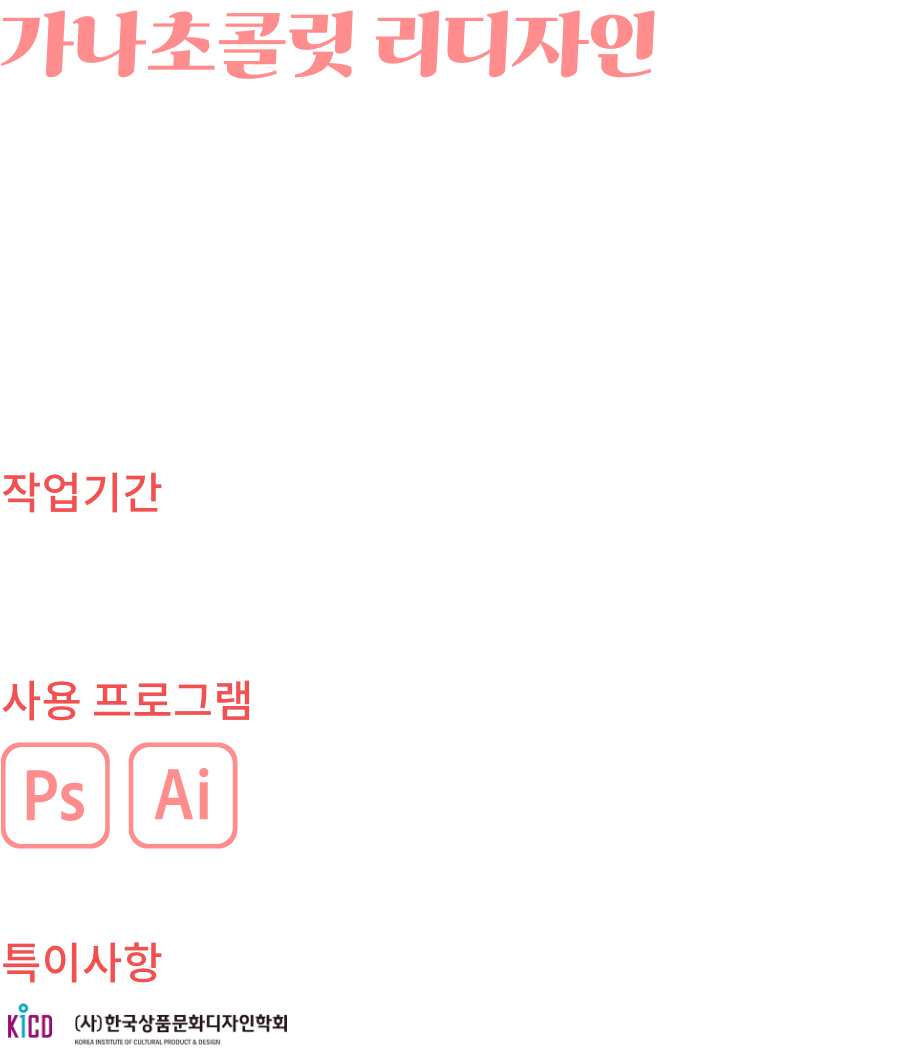 가나초콜릿 리디자인
작업기간
사용 프로그램
Ps Ai
특이사항
KiCD (사)한국상품문화디자인학회
KOREA INSTITUTE OF CULTURAL PRODUCT & DESIGN